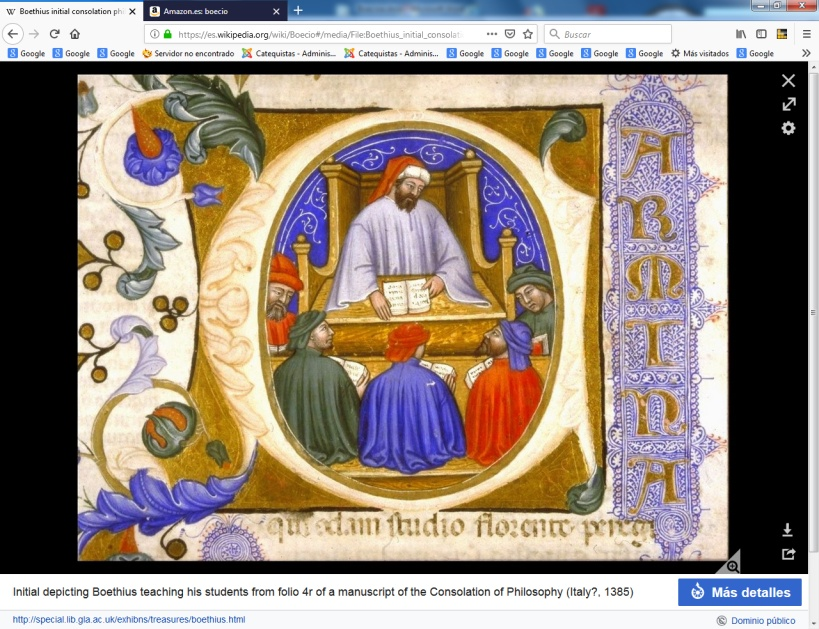 Boethius initial consolation phi
Amazon.es: boecio
https://es.wikipedia.org/wiki/Boecio#/media/File:Boethius_initial_consolat
Buscar
Google
Google
Google
Servidor no encontrado
Catequistas - Adminis...
Catequistas - Adminis...
Google
Google
Google
Google
Google
Más visitados
Google
A
R
M
I
N
A
studio florente
Initial depicting Boethius teaching his students from folio 4r of a manuscript of the Consolation of Philosophy (Italy?, 1385)
Más detalles
http://special.lib.gla.ac.uk/exhibns/treasures/boethius.html
Dominio público